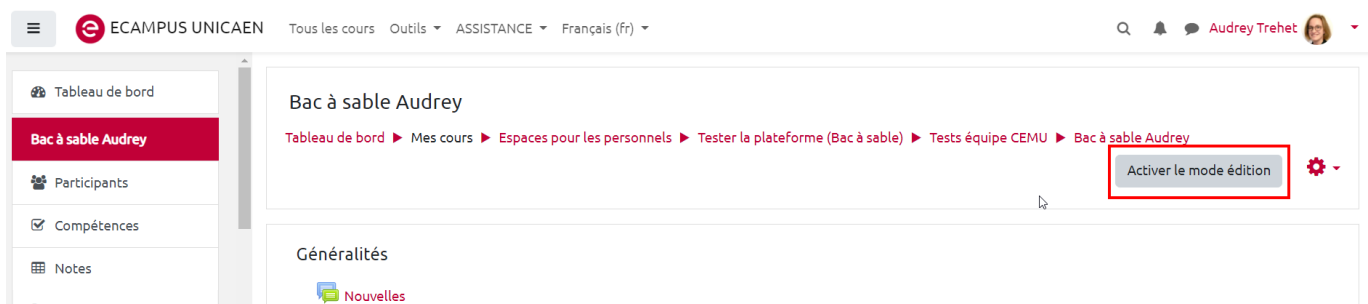 ECAMPUS UNICAEN Tous les cours Outils ASSISTANCE Français (fr) Audrey Trehet
Tableau de bord
Bac à sable Audrey
Participants
Compétences
Notes
Bac à sable Audrey
Tableau de bord ▶ Mes cours ▶ Espaces pour les personnels ▶ Tester la plateforme (Bac à sable) ▶ Tests équipe CEMU ▶ Bac à sable Audrey
Activer le mode édition
Généralités
Nouvelles